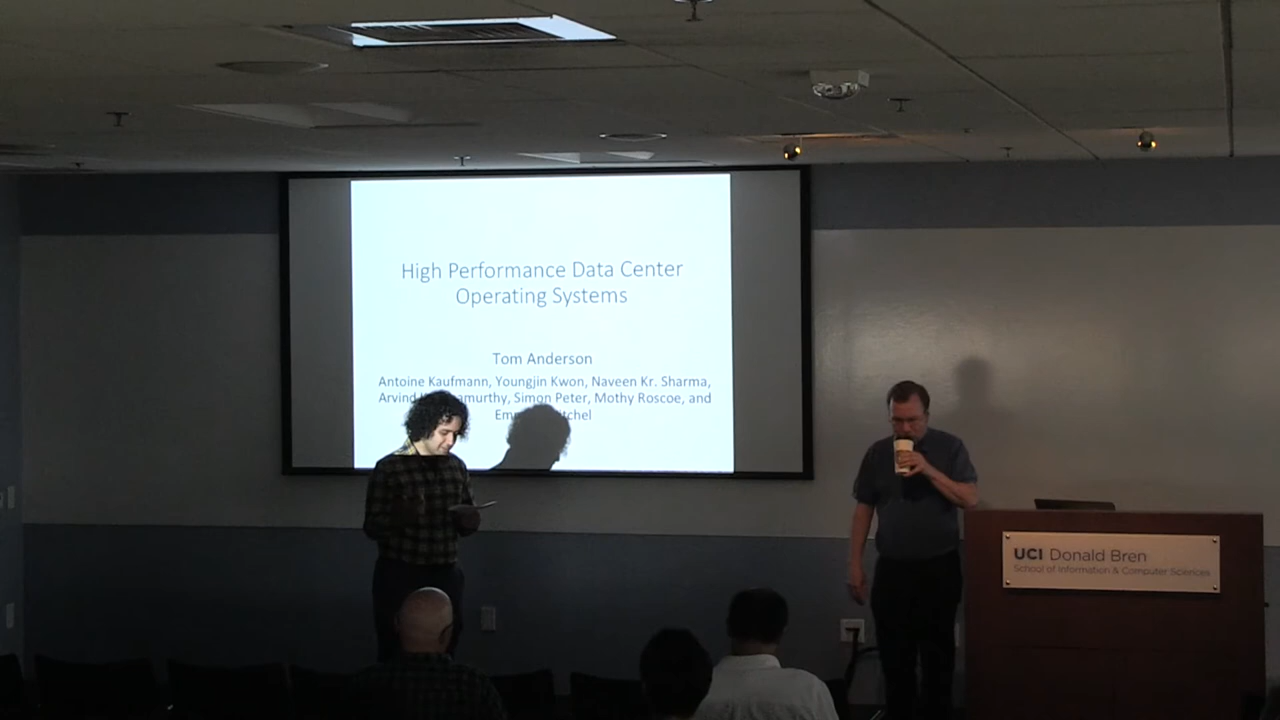 High Performance Data Center
Operating Systems
Tom Anderson
Antoine Kaufmann, Youngjin Kwon, Naveen Kr. Sharma,
Arvind Simon Peter, Mothy Roscoe, and
UCI Donald Bren
School of Information & Computer Sciences